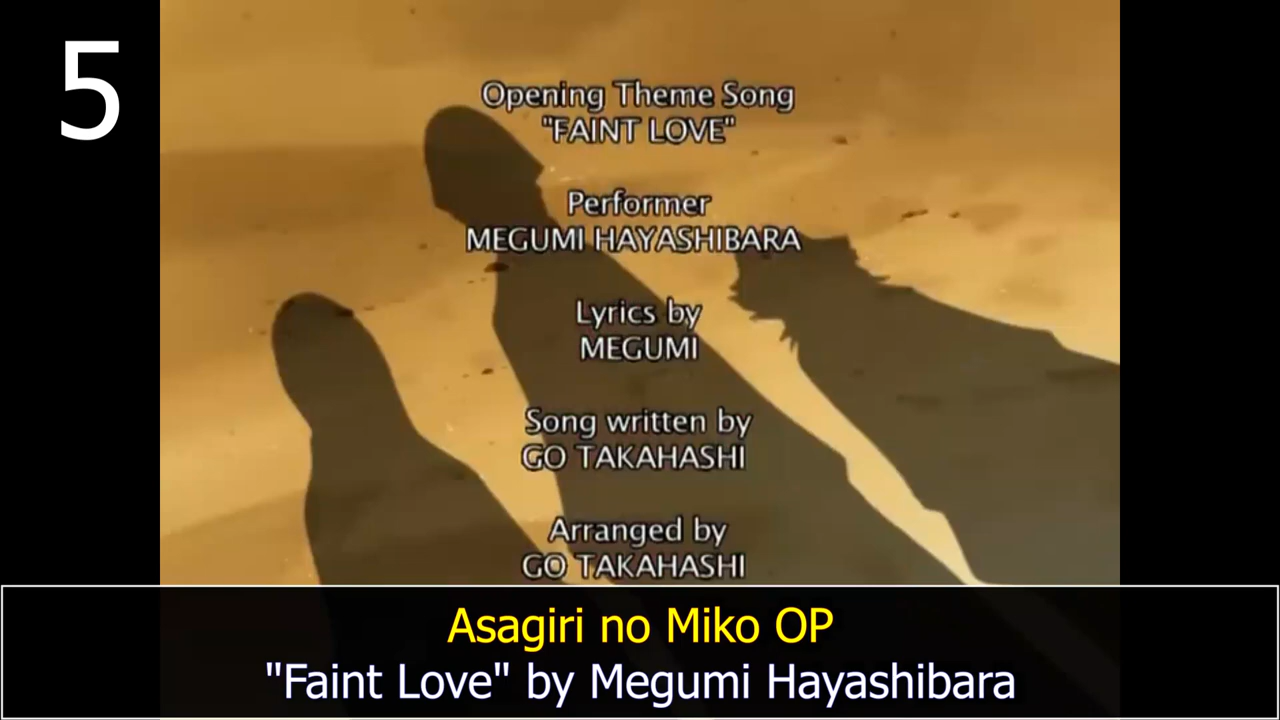 5
Opening Theme Song
"FAINT LOVE"
Performer
MEGUMI HAYASHIBARA
Lyrics by
MEGUMI
Song written by
GO TAKAHASHI
Arranged by
GO TAKAHASHI
Asagiri no Miko OP
"Faint Love" by Megumi Hayashibara